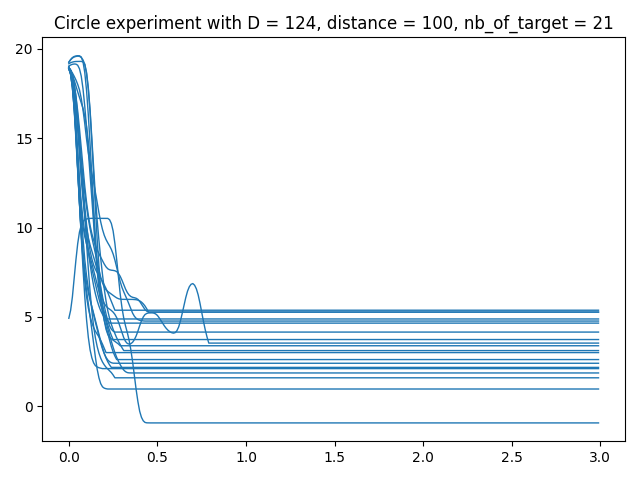 Circle experiment with D = 124, distance = 100, nb_of_target = 21
20
15
10
5
0
0.0 0.5 1.0 1.5 2.0 2.5 3.0